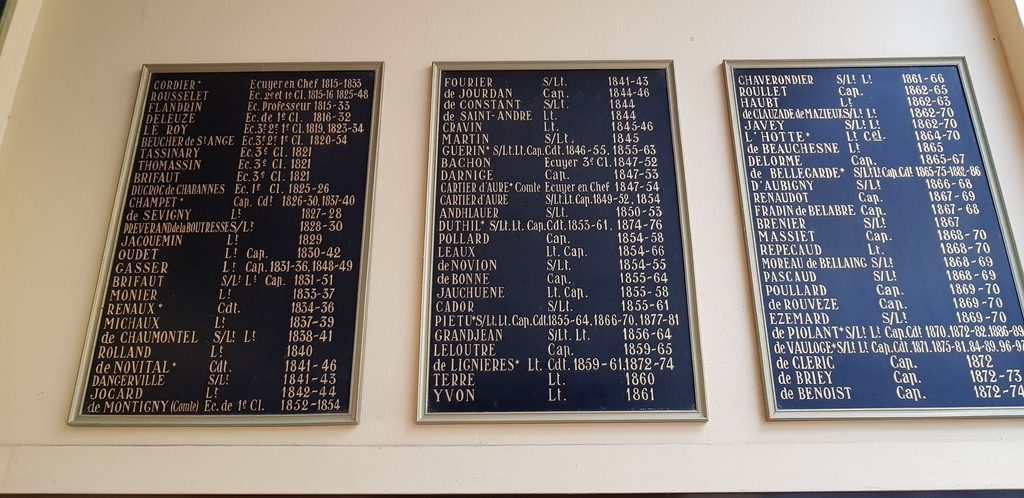 CORDIER* Ecuyer en Chef 1815-1833
ROUSSELET Ec. 2e et 1e Cl. 1815-16 1825-48
FLANDRIN Ec. Professeur 1815-33
DELEUZE Ec. de 1e Cl. 1816-32
LE ROY Ec. 3e 2e 1e Cl. 1819, 1823-34
BEUCHER de St ANGE Ec. 3e 2e 1e Cl. 1820-34
TASSINARY Ec. 3e Cl. 1821
THOMASSIN Ec. 3e Cl. 1821
BRIFAUT Ec. 3e Cl. 1821
DUCROC de CHABANNES Ec. 1e Cl. 1825-26
CHAMPET* Cap. Cdt 1826-30, 1837-40
de SEVIGNY Lt 1827-28
PREVERAND de la BOUTRESSE S/Lt 1828-30
JACQUEMIN Lt 1829
OUDET Lt Cap. 1830-42
GASSER Lt Cap. 1831-36, 1848-49
BRIFAUT S/Lt Lt Cap. 1831-51
MONIER Lt 1833-37
RENAUX* Cdt. 1834-36
MICHAUX Lt 1837-39
de CHAUMONTEL S/Lt Lt 1838-41
ROLLAND Lt 1840
de NOVITAL* Cdt. 1841-46
DANGERVILLE S/Lt 1841-43
JOCARD Lt 1842-44
de MONTIGNY (Comte) Ec. de 1e Cl. 1852-1854
FOURIER S/Lt. 1841-43
de JOURDAN Cap. 1844-46
de CONSTANT S/Lt. 1844
de SAINT-ANDRE Lt. 1844
CRAVIN Lt. 1845-46
MARTIN S/Lt. 1845
GUERIN* S/Lt. Lt. Cap. Cdt. 1846-55, 1855-63
BACHON Ecuyer 3e Cl. 1847-52
DARNIGE Cap. 1847-53
CARTIER d'AURE* Comte Ecuyer en Chef 1847-54
CARTIER d'AURE S/Lt. Lt. Cap. 1849-52, 1854
ANDHLAUER S/Lt. 1850-53
DUTHIL* S/Lt. Lt. Cap. Cdt. 1853-61, 1874-76
POLLARD Cap. 1854-58
LEAUX Lt. Cap. 1854-66
de NOVION S/Lt. 1854-55
de BONNE Cap. 1855-64
JAUCHUENE Lt. Cap. 1855-58
CADOR S/Lt. 1855-61
PIETU* S/Lt. Lt. Cap. Cdt. 1855-64, 1866-70, 1877-81
GRANDJEAN S/Lt. Lt. 1856-64
LELOUTRE Cap. 1859-65
de LIGNIERES* Lt. Cdt. 1859-61, 1872-74
TERRE Lt. 1860
YVON Lt. 1861
CHAVERONDIER S/Lt Lt 1861-66
ROULLET Cap. 1862-65
HAUBT Lt 1862-63
de CLAUZADE de MAZIEUX S/Lt 1862-70
JAVEY S/Lt Lt 1862-70
L'HOTTE* Lt Cel. 1864-70
de BEAUCHESNE Lt 1865
DELORME Cap. 1865-67
de BELLEGARDE* S/Lt Lt Cap. Cdt 1865-75-1882-86
D'AUBIGNY S/Lt 1866-68
RENAUDOT Cap. 1867-69
FRADIN de BELABRE Cap. 1867-68
BRENIER S/Lt 1867
MASSIET Cap. 1868-70
REPECAUD Lt 1868-70
MOREAU de BELLAING S/Lt 1868-69
PASCAUD S/Lt 1868-69
POULLARD Cap. 1869-70
de ROUVEZE Cap. 1869-70
EZEMARD S/Lt 1869-70
de PIOLANT* S/Lt Lt Cap. Cdt 1870, 1872-82, 1886-89
de VAULOGE* S/Lt Lt Cap. Cdt. 1871, 1875-81, 84-89, 96-97
de CLERIC Cap. 1872
de BRIEY Cap. 1872-73
de BENOIST Cap. 1872-74